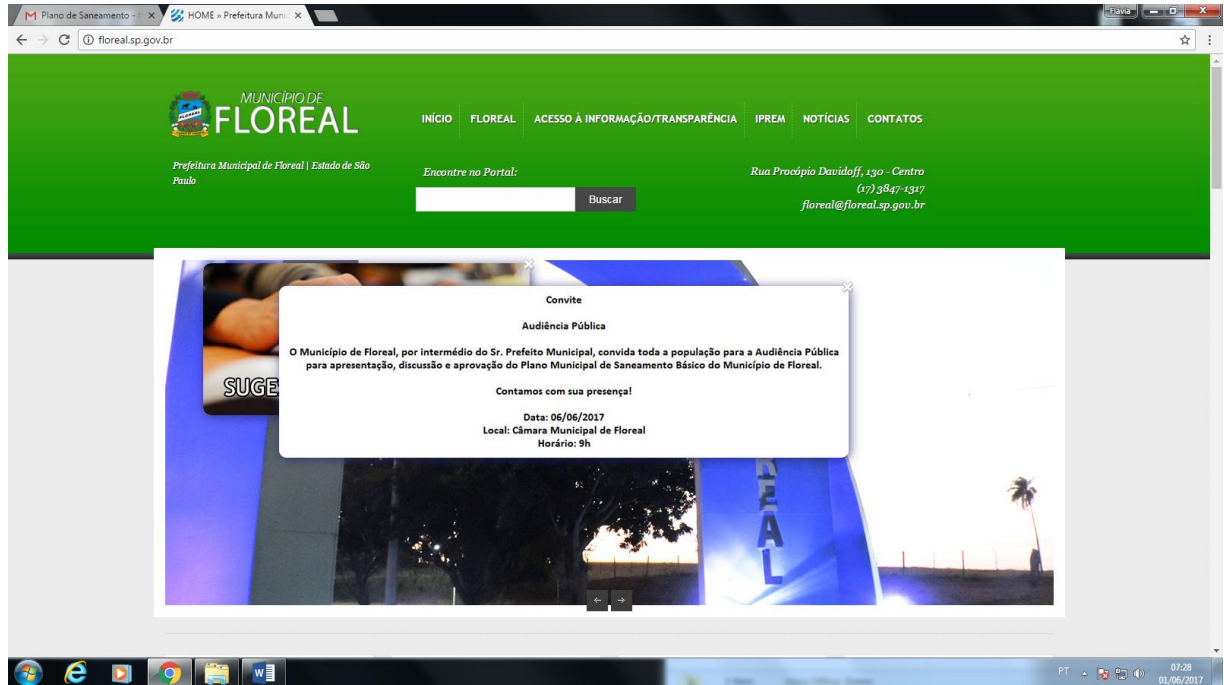 Plano de Saneamento -
HOME » Prefeitura Muni
Flavia
floreal.sp.gov.br
MUNICÍPIO DE
FLOREAL
INÍCIO FLOREAL ACESSO À INFORMAÇÃO/TRANSPARÊNCIA IPREM NOTÍCIAS CONTATOS
Prefeitura Municipal de Floreal | Estado de São
Paulo
Encontre no Portal:
Buscar
Rua Procópio Davidoff, 130 - Centro
(17) 3847-1317
floreal@floreal.sp.gov.br
Convite
Audiência Pública
O Município de Floreal, por intermédio do Sr. Prefeito Municipal, convida toda a população para a Audiência Pública
para apresentação, discussão e aprovação do Plano Municipal de Saneamento Básico do Município de Floreal.
Contamos com sua presença!
Data: 06/06/2017
Local: Câmara Municipal de Floreal
Horário: 9h
SUGE
R
E
A
L
PT
07:28
01/06/2017